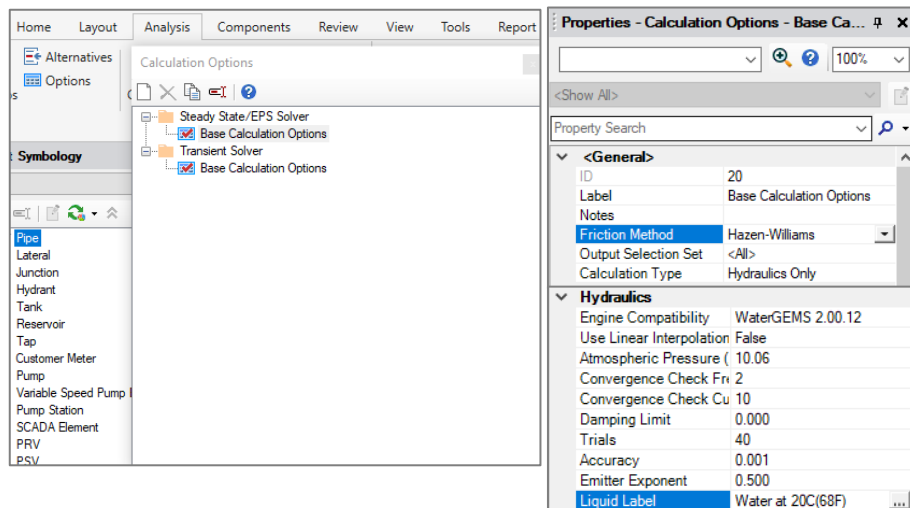 Home Layout Analysis Components Review View Tools Report
Alternatives
Options
Calculation Options
Steady State/EPS Solver
Base Calculation Options
Transient Solver
Base Calculation Options
Symbology
Pipe
Lateral
Junction
Hydrant
Tank
Reservoir
Tap
Customer Meter
Pump
Variable Speed Pump
Pump Station
SCADA Element
PRV
PSV
Properties - Calculation Options - Base Ca...
100%
<Show All>
Property Search
<General>
ID 20
Label Base Calculation Options
Notes
Friction Method Hazen-Williams
Output Selection Set <All>
Calculation Type Hydraulics Only
Hydraulics
Engine Compatibility WaterGEMS 2.00.12
Use Linear Interpolation False
Atmospheric Pressure ( 10.06
Convergence Check Fre 2
Convergence Check Cu 10
Damping Limit 0.000
Trials 40
Accuracy 0.001
Emitter Exponent 0.500
Liquid Label Water at 20C(68F) ...